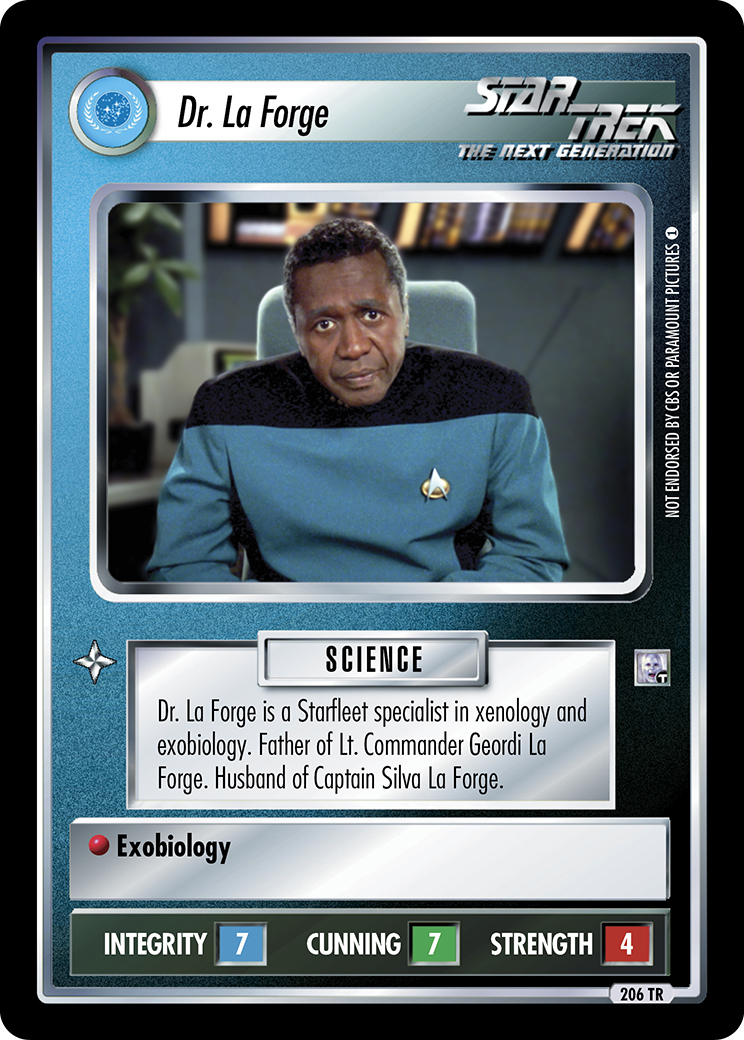 Dr. La Forge
STAR TREK
THE NEXT GENERATION
NOT ENDORSED BY CBS OR PARAMOUNT PICTURES 1
SCIENCE
Dr. La Forge is a Starfleet specialist in xenology and
exobiology. Father of Lt. Commander Geordi La
Forge. Husband of Captain Silva La Forge.
Exobiology
INTEGRITY 7 CUNNING 7 STRENGTH 4
206 TR